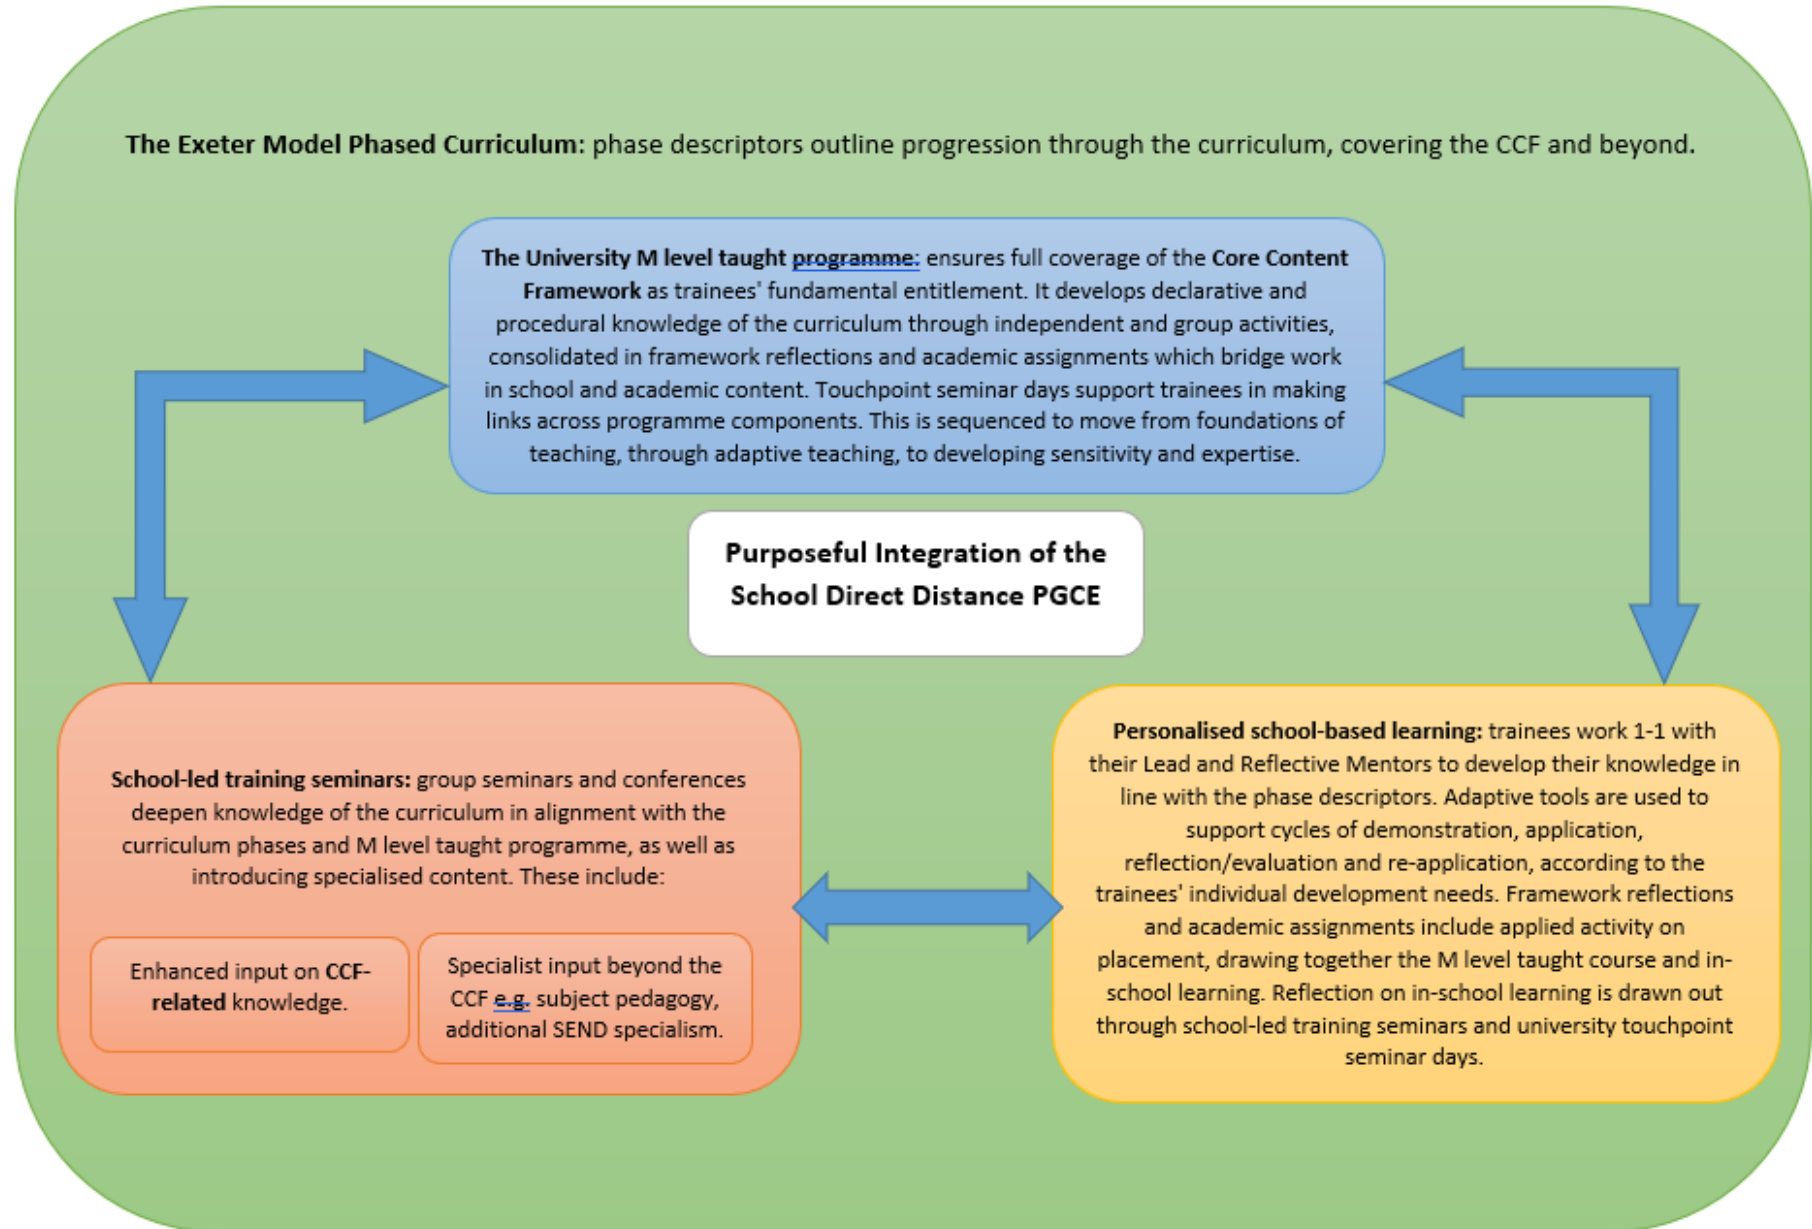 The Exeter Model Phased Curriculum: phase descriptors outline progression through the curriculum, covering the CCF and beyond.
The University M level taught programme: ensures full coverage of the Core Content
Framework as trainees' fundamental entitlement. It develops declarative and
procedural knowledge of the curriculum through independent and group activities,
consolidated in framework reflections and academic assignments which bridge work
in school and academic content. Touchpoint seminar days support trainees in making
links across programme components. This is sequenced to move from foundations of
teaching, through adaptive teaching, to developing sensitivity and expertise.
Purposeful Integration of the
School Direct Distance PGCE
School-led training seminars: group seminars and conferences
deepen knowledge of the curriculum in alignment with the
curriculum phases and M level taught programme, as well as
introducing specialised content. These include:
Enhanced input on CCF-
related knowledge.
Specialist input beyond the
CCF e.g. subject pedagogy,
additional SEND specialism.
Personalised school-based learning: trainees work 1-1 with
their Lead and Reflective Mentors to develop their knowledge in
line with the phase descriptors. Adaptive tools are used to
support cycles of demonstration, application,
reflection/evaluation and re-application, according to the
trainees' individual development needs. Framework reflections
and academic assignments include applied activity on
placement, drawing together the M level taught course and in-
school learning. Reflection on in-school learning is drawn out
through school-led training seminars and university touchpoint
seminar days.